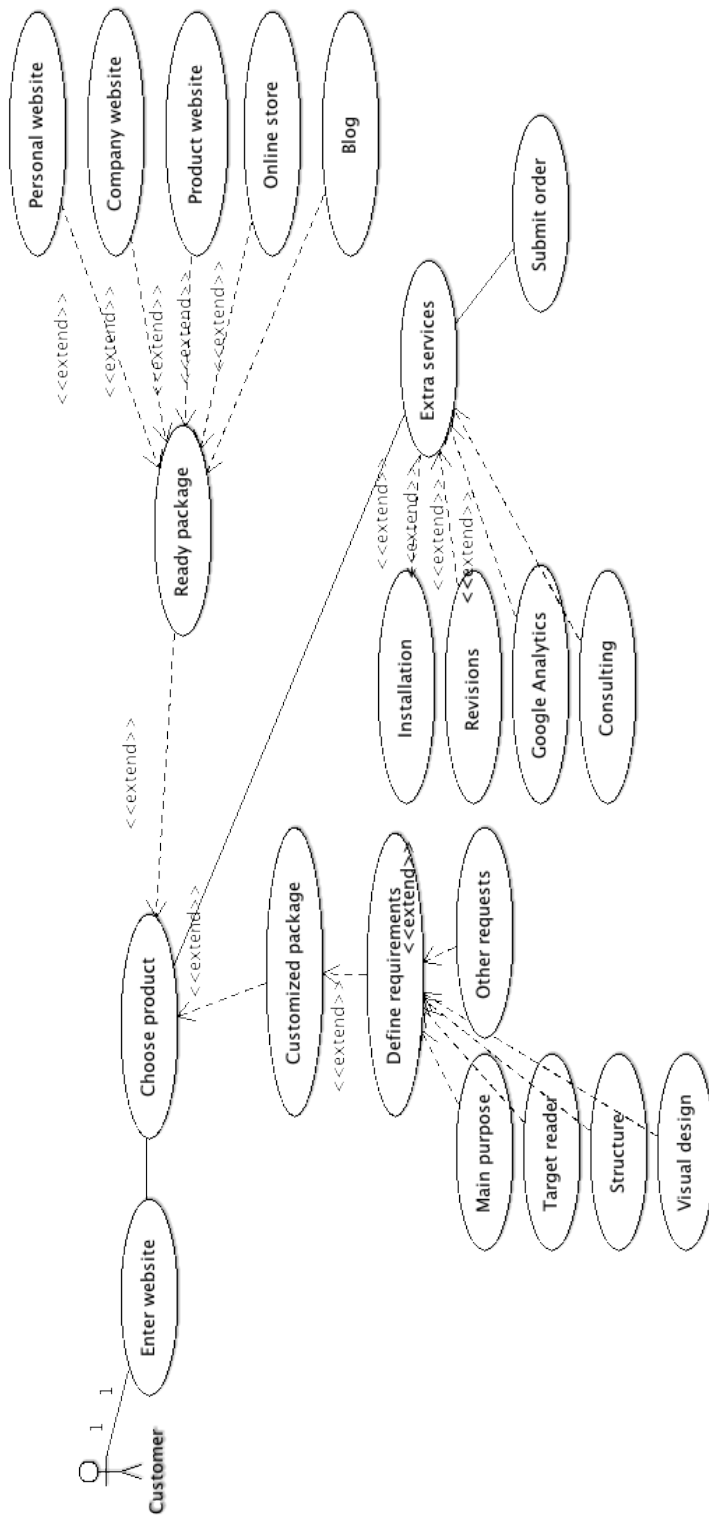 Customer
1
1
Enter website
Choose product
<<extend>>
Ready package
<<extend>>
<<extend>>
<<extend>>
<<extend>>
<<extend>>
Personal website
Company website
Product website
Online store
Blog
<<extend>>
Customized package
<<extend>>
Define requirements
<<extend>>
Main purpose
Target reader
Structure
Visual design
Other requests
Extra services
<<extend>>
<<extend>>
<<extend>>
<<extend>>
Installation
Revisions
Google Analytics
Consulting
Submit order